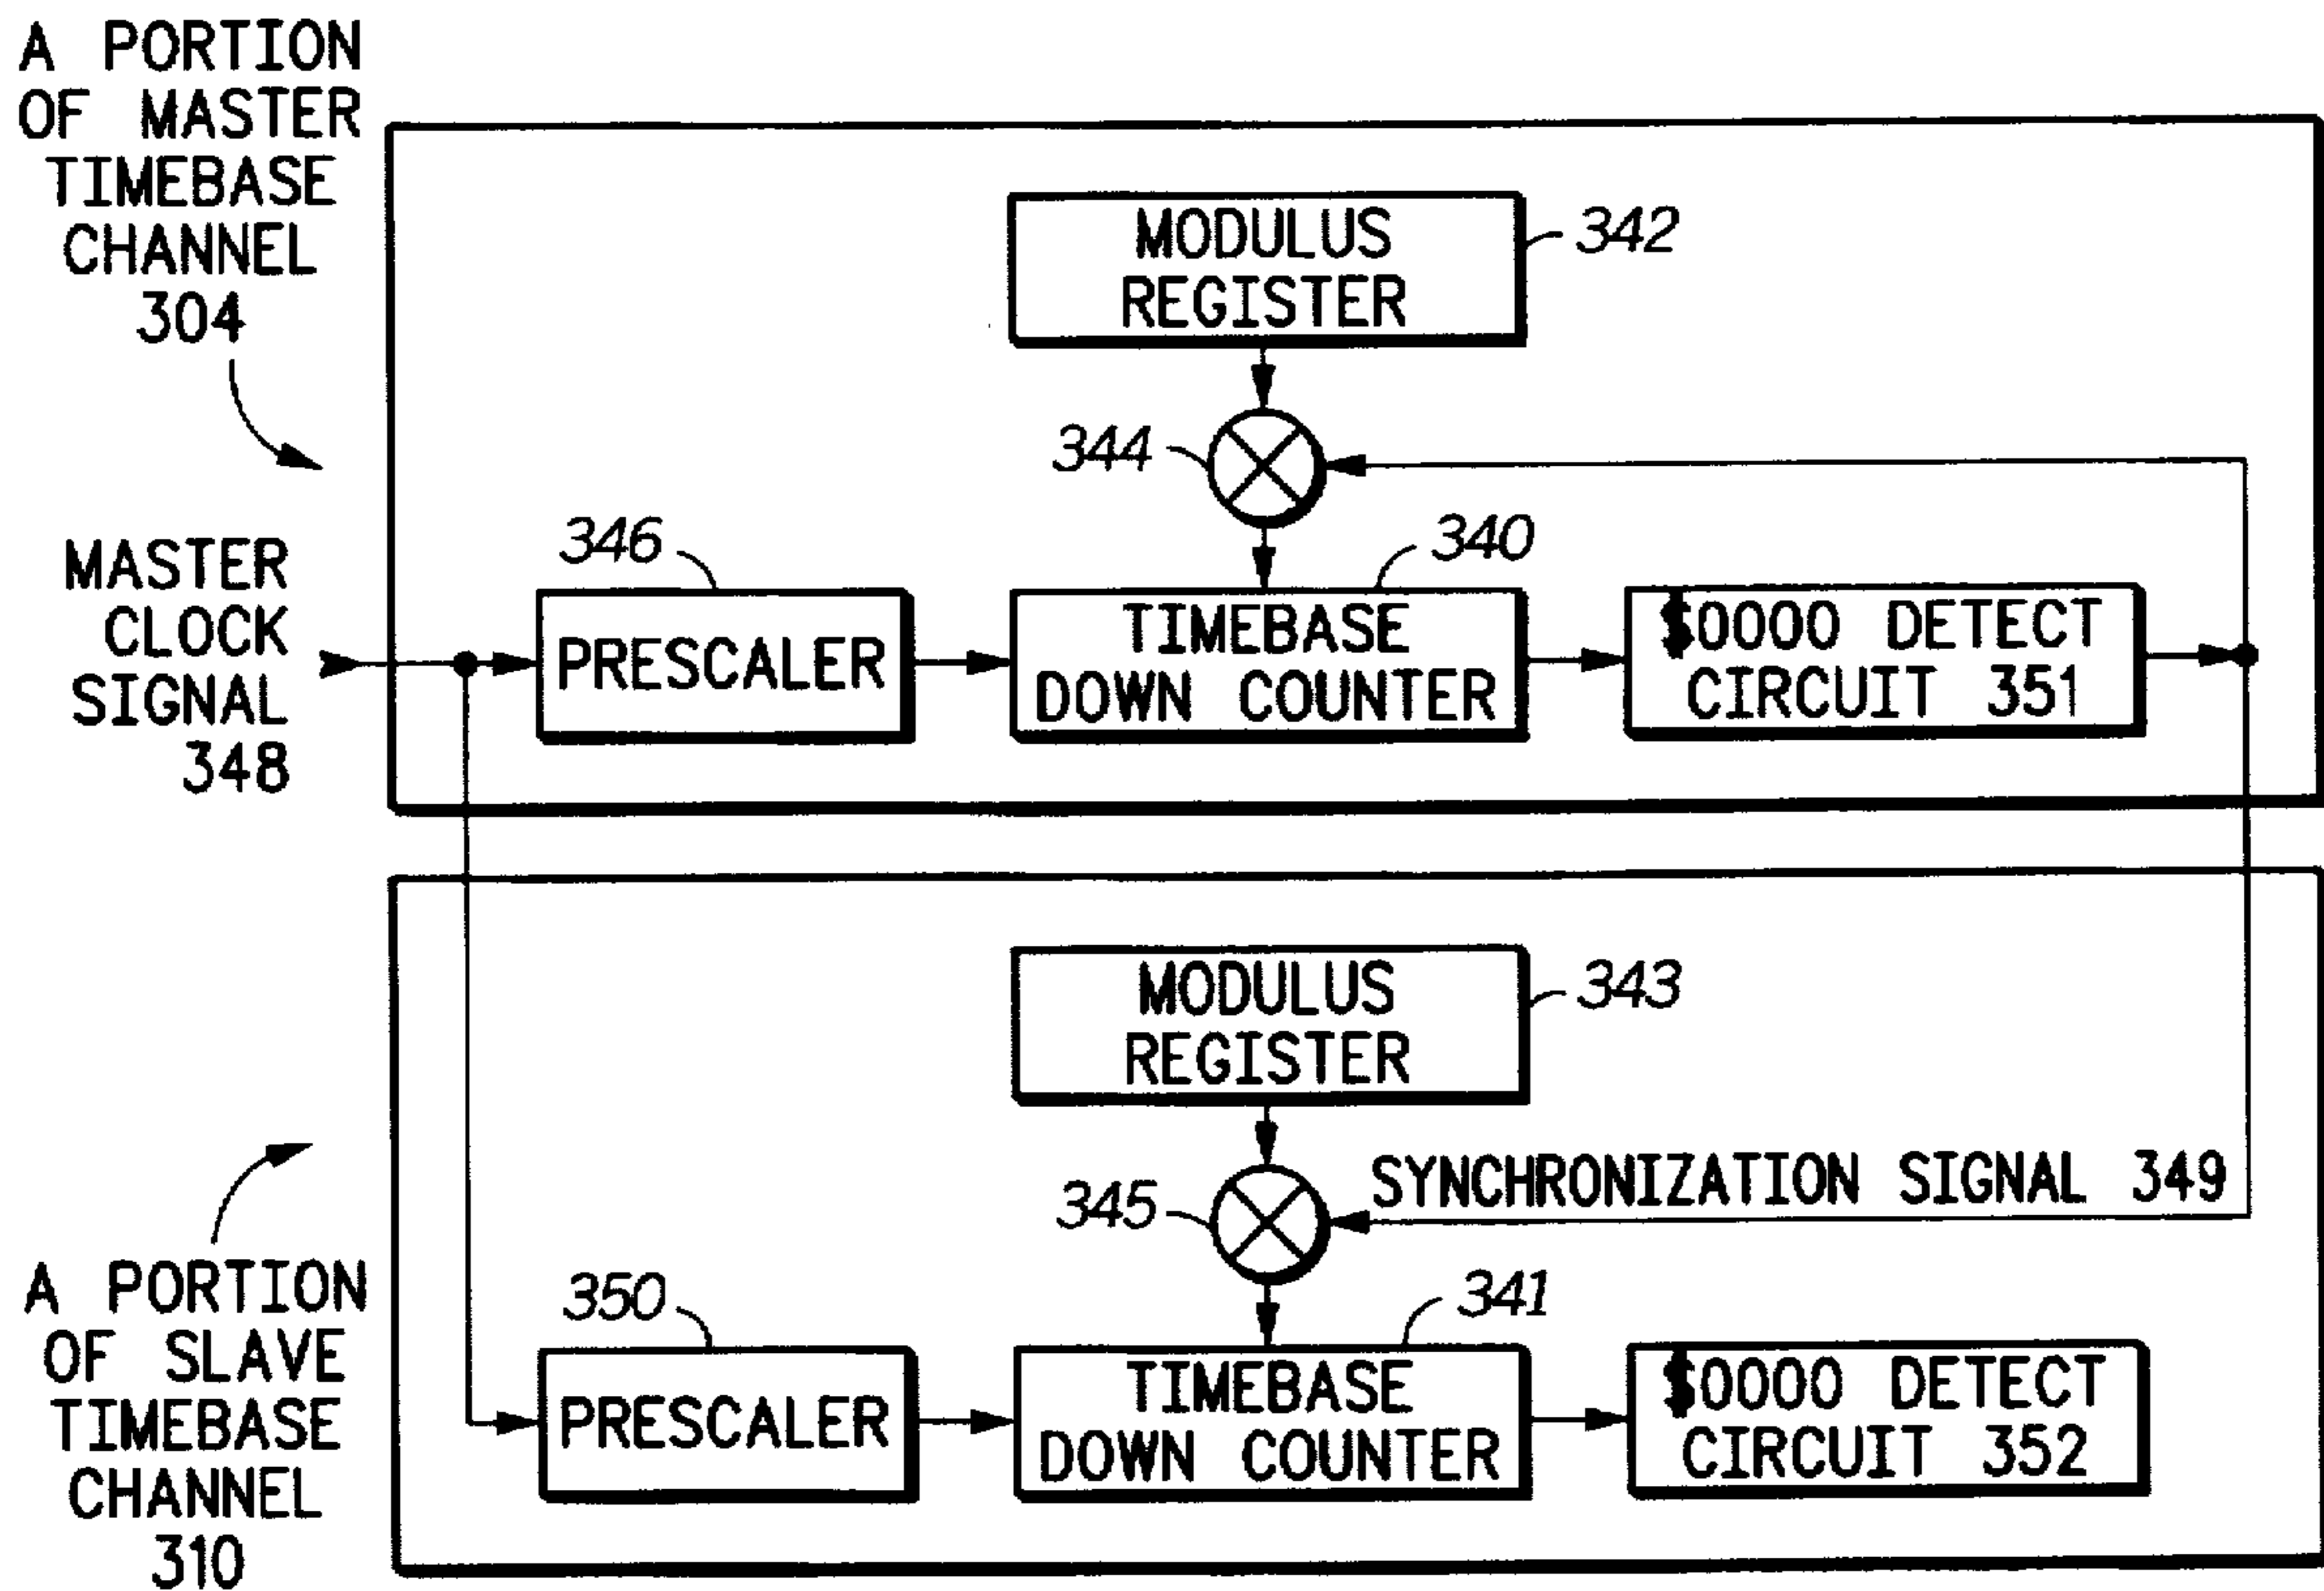 A PORTION
OF MASTER
TIMEBASE
CHANNEL
304
MODULUS
REGISTER
342
344
MASTER
CLOCK
SIGNAL
348
346
PRESCALER
340
TIMEBASE
DOWN COUNTER
$0000 DETECT
CIRCUIT 351
MODULUS
REGISTER
343
SYNCHRONIZATION SIGNAL 349
345
A PORTION
OF SLAVE
TIMEBASE
CHANNEL
310
350
PRESCALER
341
TIMEBASE
DOWN COUNTER
$0000 DETECT
CIRCUIT 352